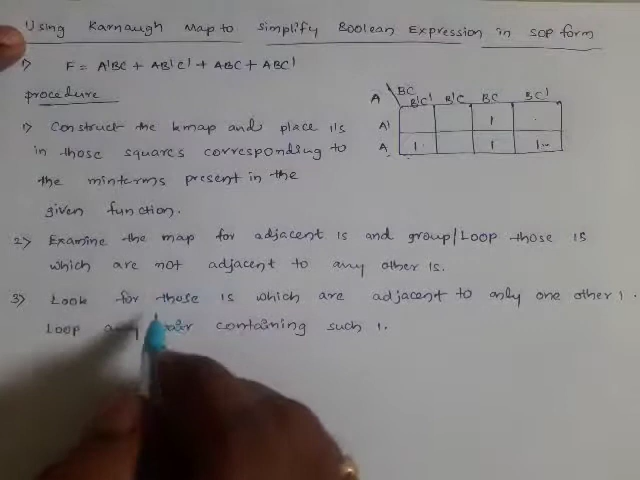 Using Karnaugh Map to simplify Boolean Expression in SOP form
1) F = A'BC + AB'C' + ABC + ABC'
procedure
A BC B'C' B'C BC BC'
A' 1
A 1 1 1
1) Construct the kmap and place 1s
in those squares corresponding to
the minterms present in the
given function.
2) Examine the map for adjacent 1s and group/Loop those 1s
which are not adjacent to any other 1s.
3) Look for those 1s which are adjacent to only one other 1.
Loop any pair containing such 1.